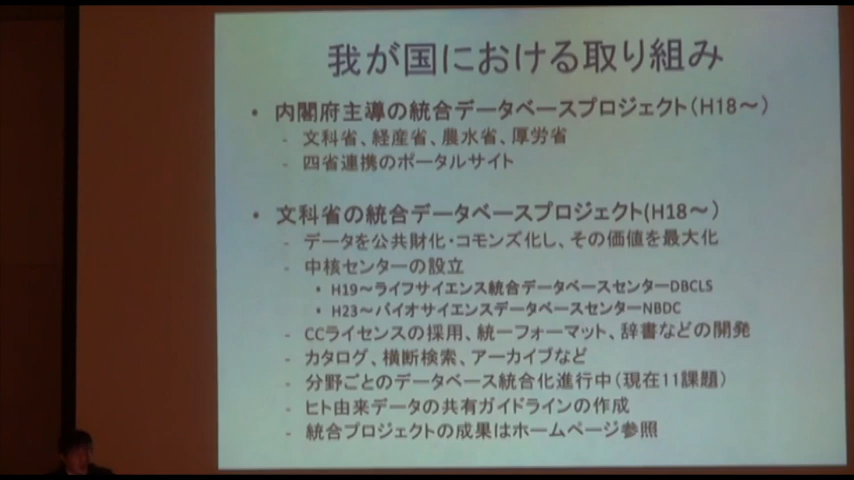 我が国における取り組み
• 内閣府主導の統合データベースプロジェクト（H18～）
- 文科省、経産省、農水省、厚労省
- 四省連携のポータルサイト
• 文科省の統合データベースプロジェクト(H18～）
- データを公共財化・コモンズ化し、その価値を最大化
- 中核センターの設立
• H19～ライフサイエンス統合データベースセンターDBCLS
• H23～バイオサイエンスデータベースセンターNBDC
- CCライセンスの採用、統一フォーマット、辞書などの開発
- カタログ、横断検索、アーカイブなど
- 分野ごとのデータベース統合化進行中（現在11課題）
- ヒト由来データの共有ガイドラインの作成
- 統合プロジェクトの成果はホームページ参照